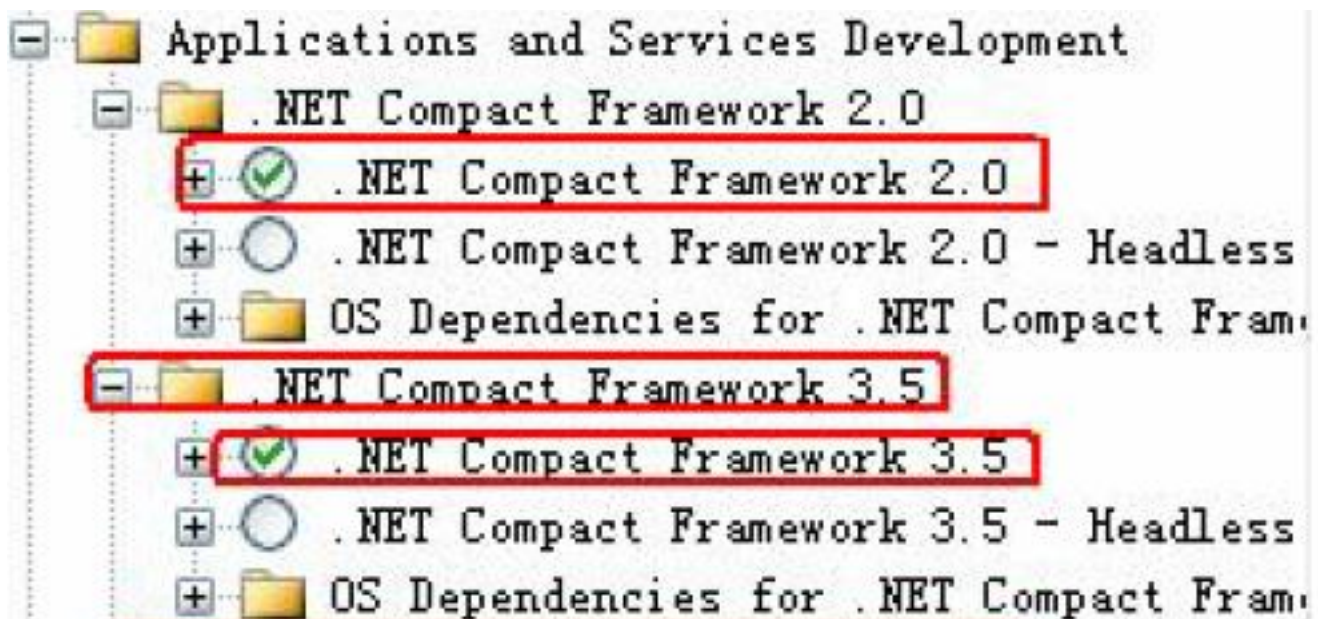 Applications and Services Development
.NET Compact Framework 2.0
.NET Compact Framework 2.0
.NET Compact Framework 2.0 - Headless
OS Dependencies for .NET Compact Fram
.NET Compact Framework 3.5
.NET Compact Framework 3.5
.NET Compact Framework 3.5 - Headless
OS Dependencies for .NET Compact Fram